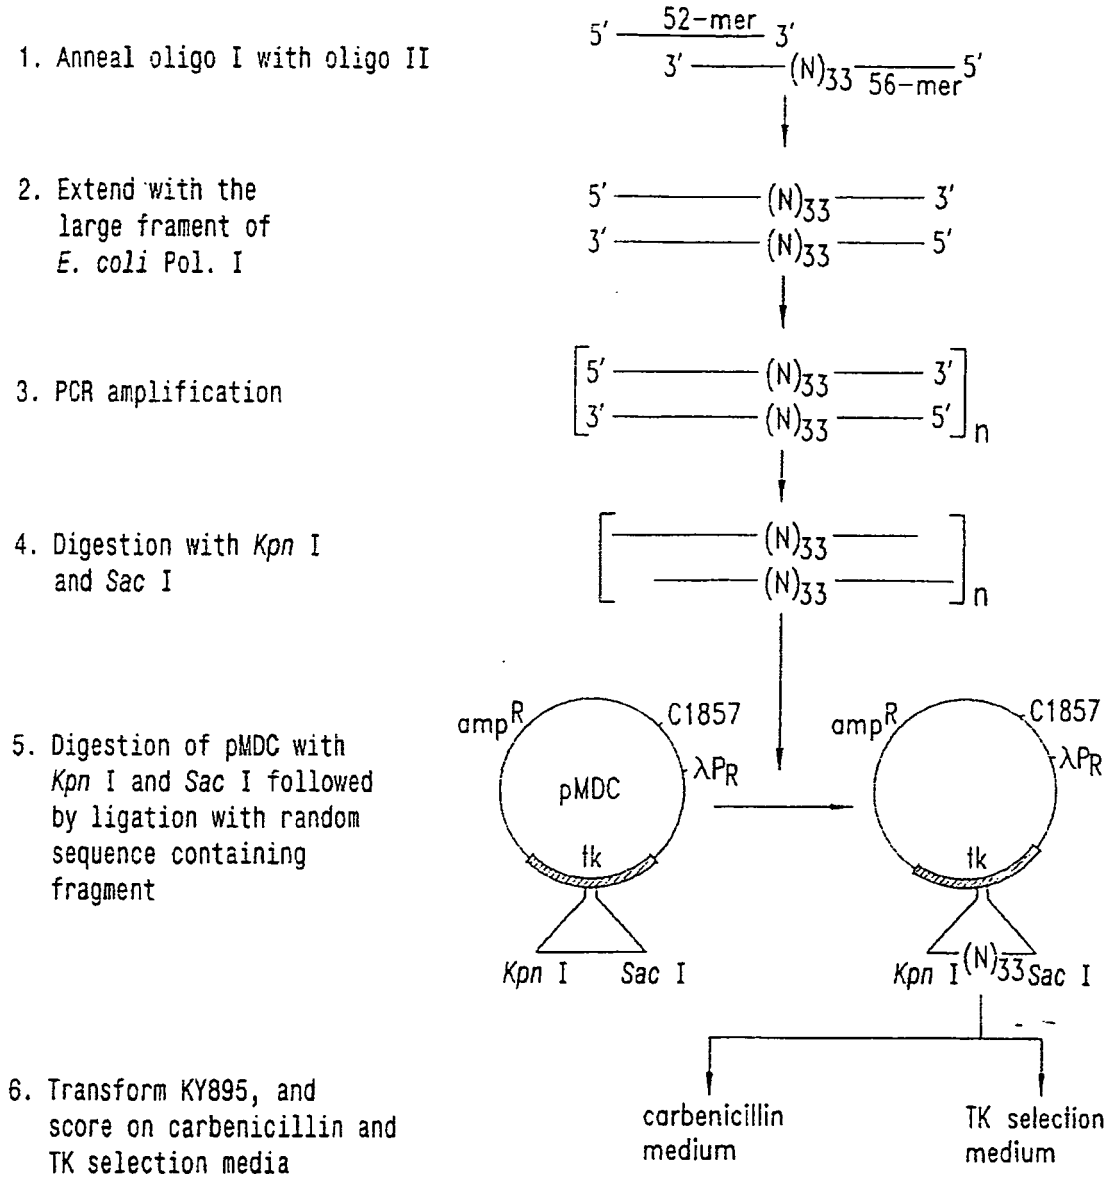 1. Anneal oligo I with oligo II
5′ 52-mer 3′
3′ (N)33 56-mer 5′
2. Extend with the
large frament of
E. coli Pol. I
5′ (N)33 3′
3′ (N)33 5′
3. PCR amplification
5′ (N)33 3′
3′ (N)33 5′ n
4. Digestion with Kpn I
and Sac I
(N)33
(N)33 n
5. Digestion of pMDC with
Kpn I and Sac I followed
by ligation with random
sequence containing
fragment
ampR C1857
λPR
pMDC
tk
Kpn I Sac I
ampR C1857
λPR
tk
Kpn I (N)33 Sac I
6. Transform KY895, and
score on carbenicillin and
TK selection media
carbenicillin
medium
TK selection
medium